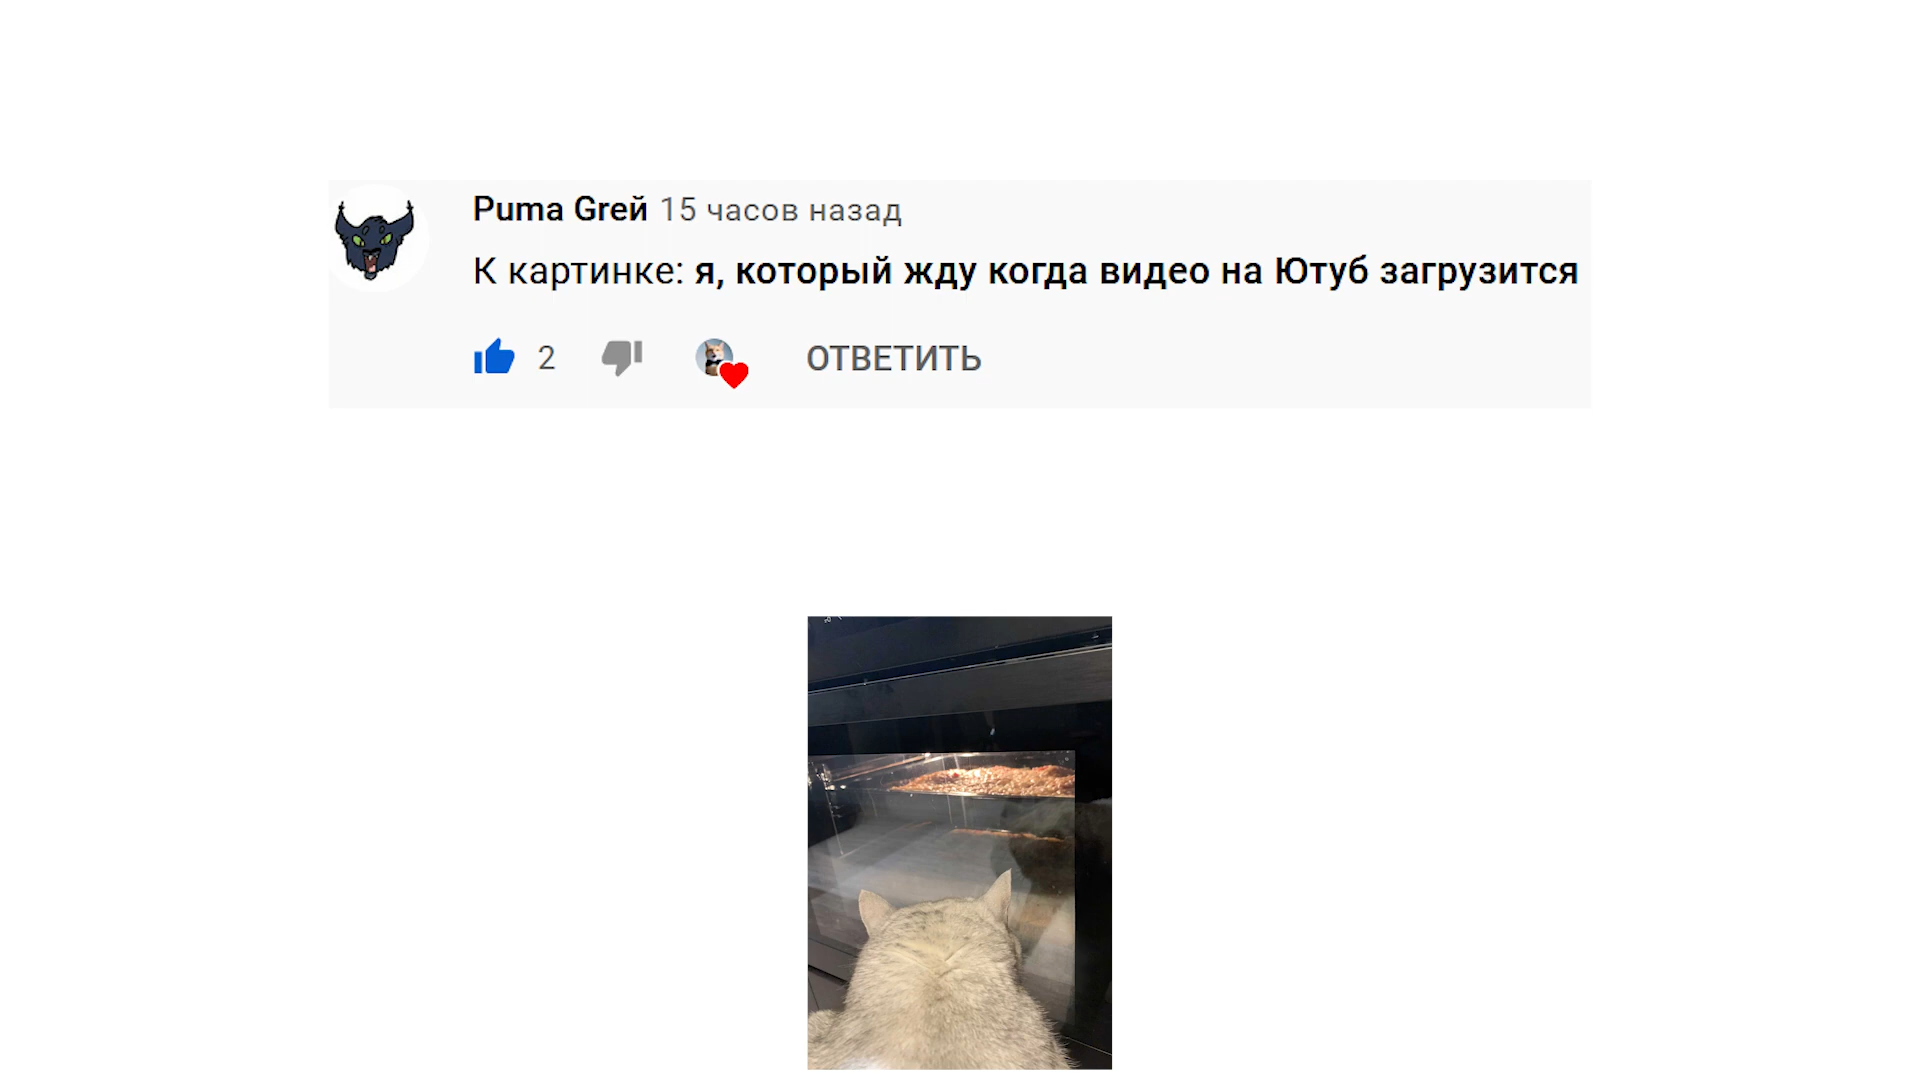 Puma Greй 15 часов назад
К картинке: я, который жду когда видео на Ютуб загрузится
2
ОТВЕТИТЬ